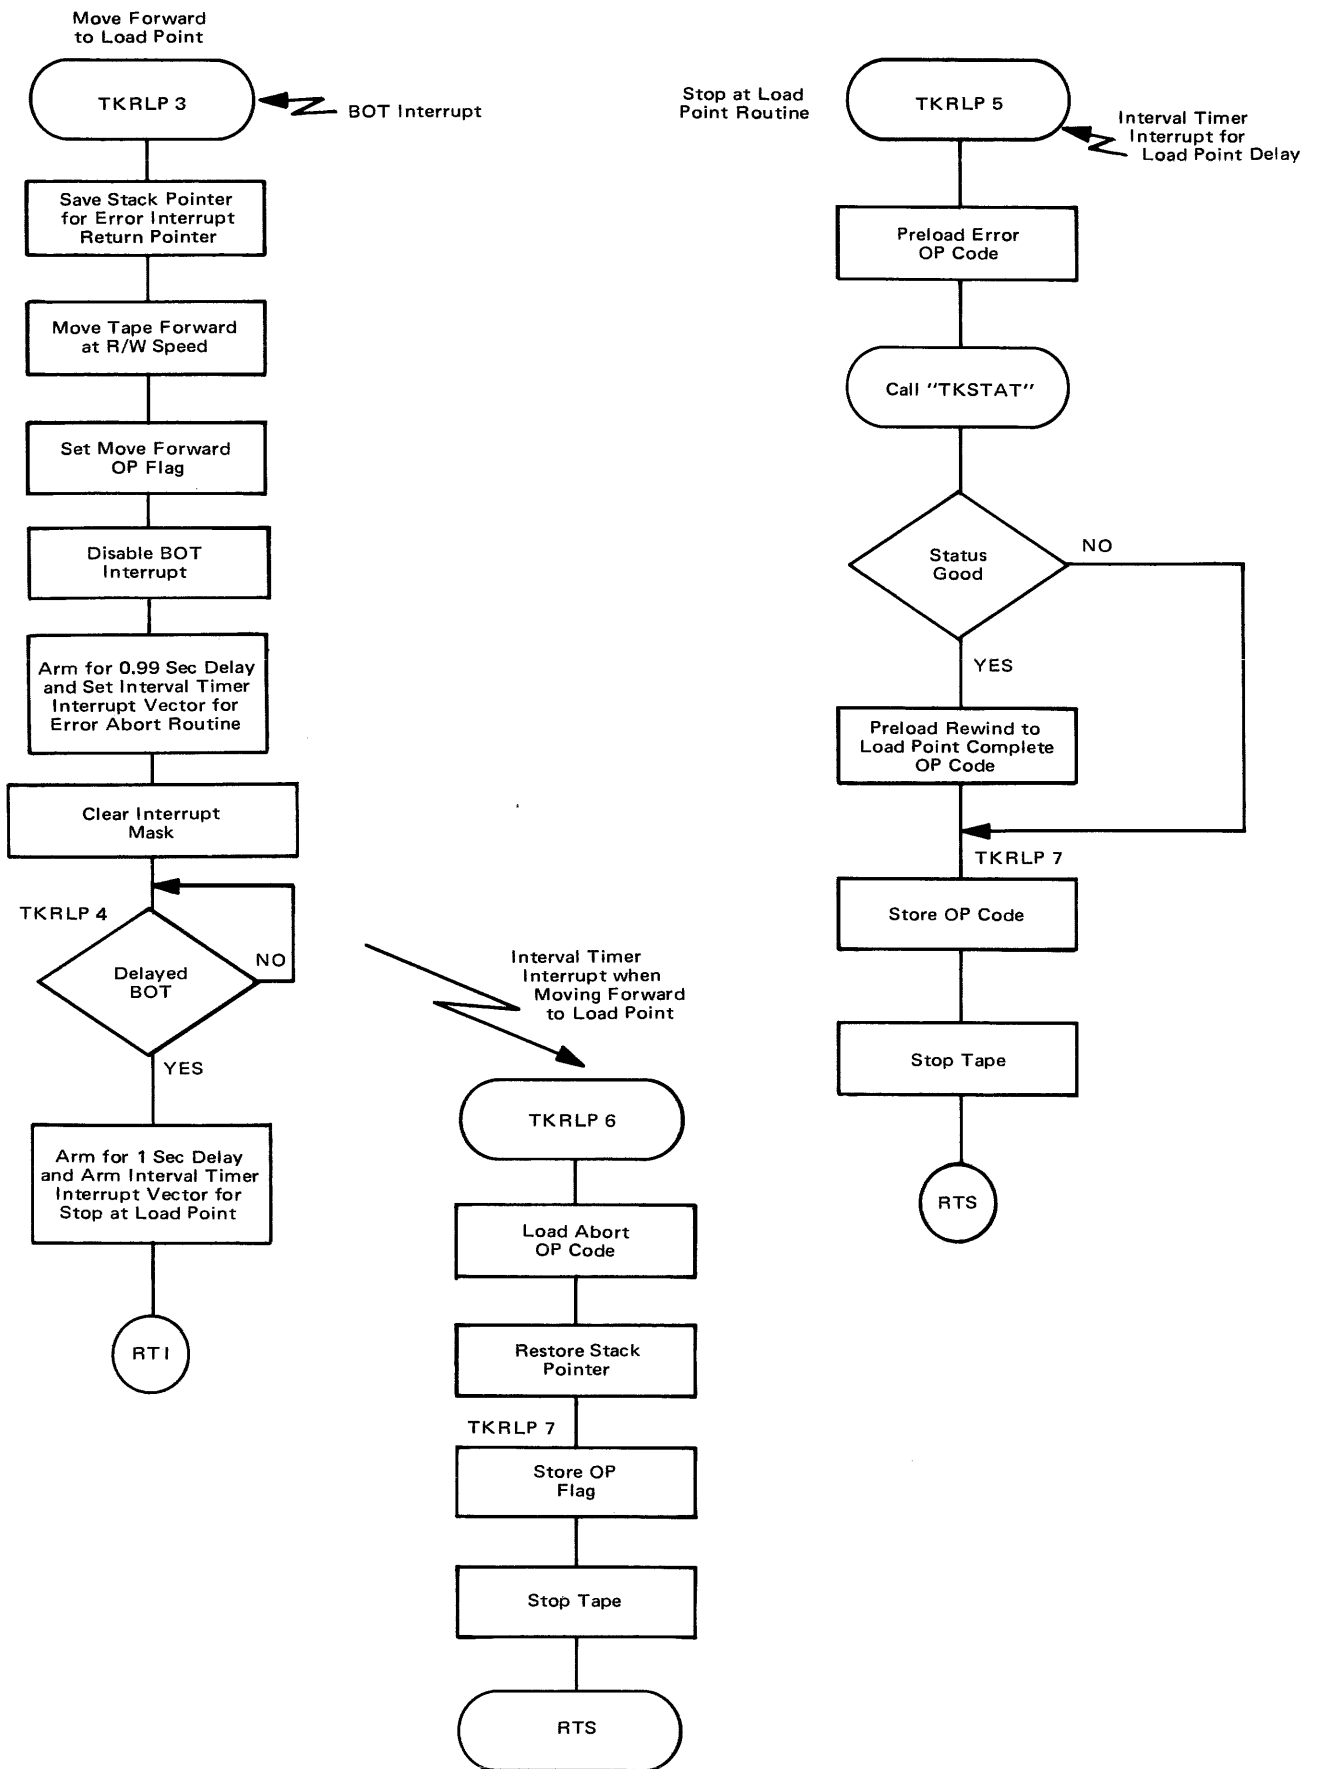 Move Forward
to Load Point
TKRLP 3
BOT Interrupt
Save Stack Pointer
for Error Interrupt
Return Pointer
Move Tape Forward
at R/W Speed
Set Move Forward
OP Flag
Disable BOT
Interrupt
Arm for 0.99 Sec Delay
and Set Interval Timer
Interrupt Vector for
Error Abort Routine
Clear Interrupt
Mask
TKRLP 4
Delayed
BOT
NO
YES
Arm for 1 Sec Delay
and Arm Interval Timer
Interrupt Vector for
Stop at Load Point
RTI
Interval Timer
Interrupt when
Moving Forward
to Load Point
TKRLP 6
Load Abort
OP Code
Restore Stack
Pointer
TKRLP 7
Store OP
Flag
Stop Tape
RTS
Stop at Load
Point Routine
TKRLP 5
Interval Timer
Interrupt for
Load Point Delay
Preload Error
OP Code
Call "TKSTAT"
Status
Good
NO
YES
Preload Rewind to
Load Point Complete
OP Code
TKRLP 7
Store OP Code
Stop Tape
RTS